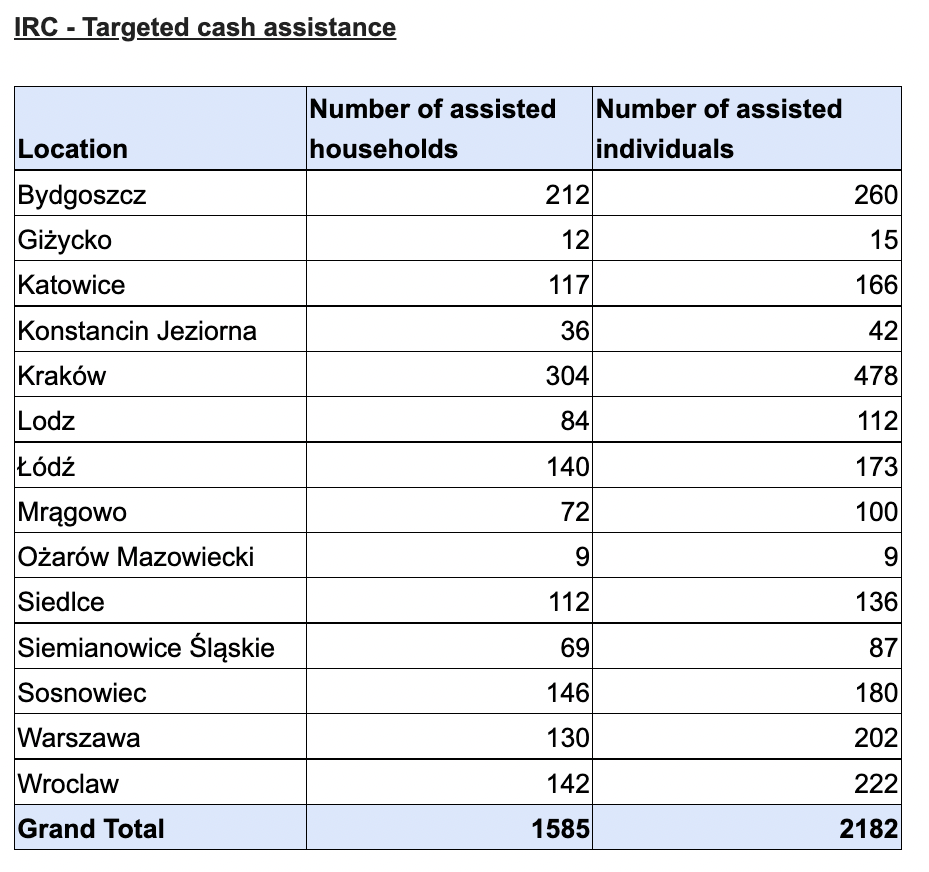 IRC - Targeted cash assistance
Location Number of assisted households Number of assisted individuals
Bydgoszcz 212 260
Giżycko 12 15
Katowice 117 166
Konstancin Jeziorna 36 42
Kraków 304 478
Lodz 84 112
Łódź 140 173
Mrągowo 72 100
Ożarów Mazowiecki 9 9
Siedlce 112 136
Siemianowice Śląskie 69 87
Sosnowiec 146 180
Warszawa 130 202
Wroclaw 142 222
Grand Total 1585 2182